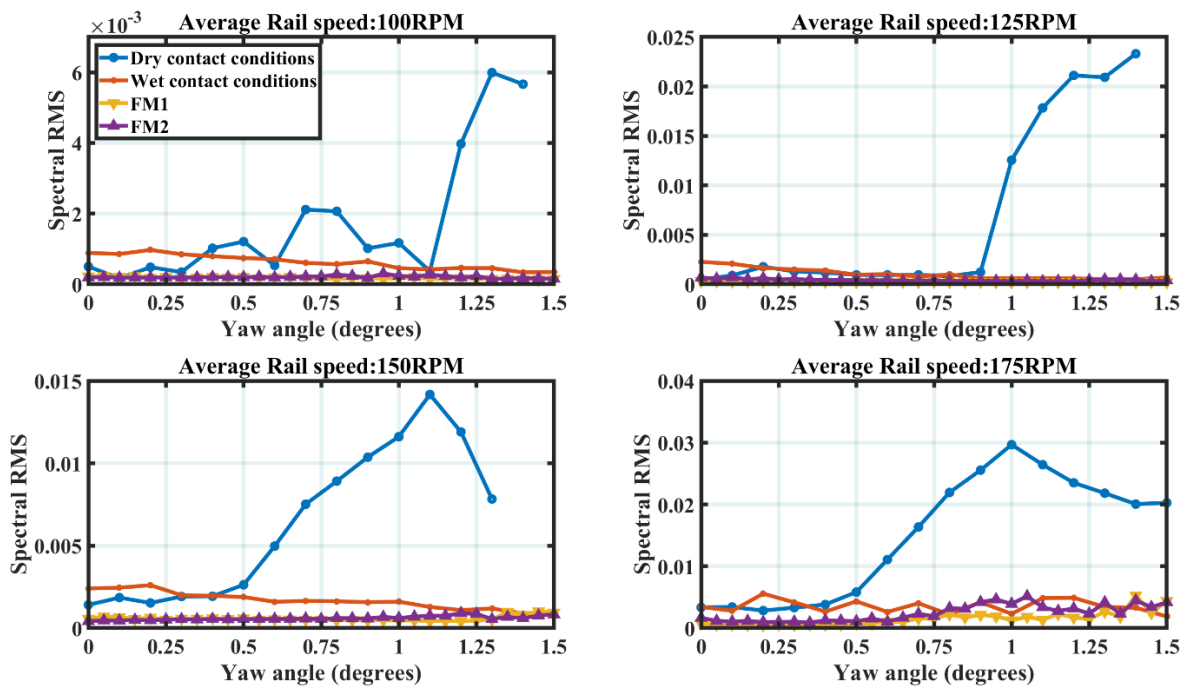 Average Rail speed:100RPM
×10⁻³
6
4
2
0
Spectral RMS
Dry contact conditions
Wet contact conditions
FM1
FM2
0 0.25 0.5 0.75 1 1.25 1.5
Yaw angle (degrees)
Average Rail speed:125RPM
0.025
0.02
0.015
0.01
0.005
0
Spectral RMS
0 0.25 0.5 0.75 1 1.25 1.5
Yaw angle (degrees)
Average Rail speed:150RPM
0.015
0.01
0.005
0
Spectral RMS
0 0.25 0.5 0.75 1 1.25 1.5
Yaw angle (degrees)
Average Rail speed:175RPM
0.04
0.03
0.02
0.01
0
Spectral RMS
0 0.25 0.5 0.75 1 1.25 1.5
Yaw angle (degrees)